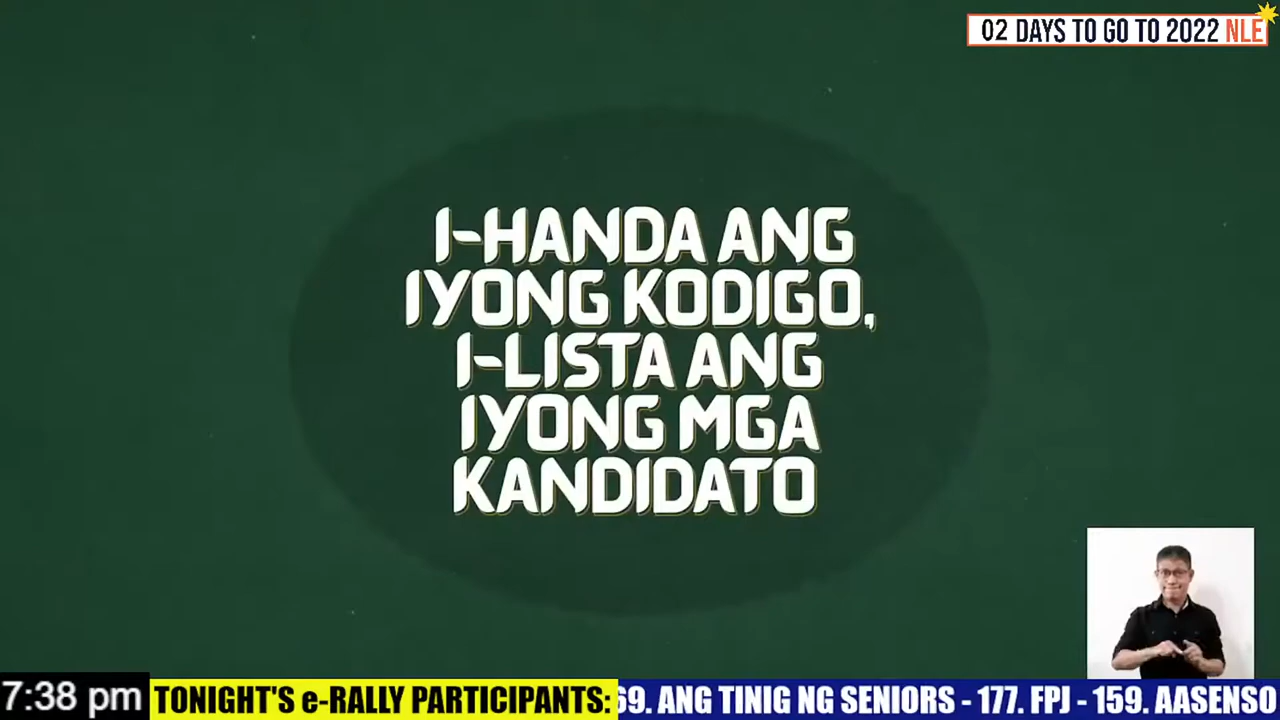 02 DAYS TO GO TO 2022 NLE
I-HANDA ANG
IYONG KODIGO,
I-LISTA ANG
IYONG MGA
KANDIDATO
7:38 pm TONIGHT'S e-RALLY PARTICIPANTS: 69. ANG TINIG NG SENIORS - 177. FPJ - 159. AASENSO